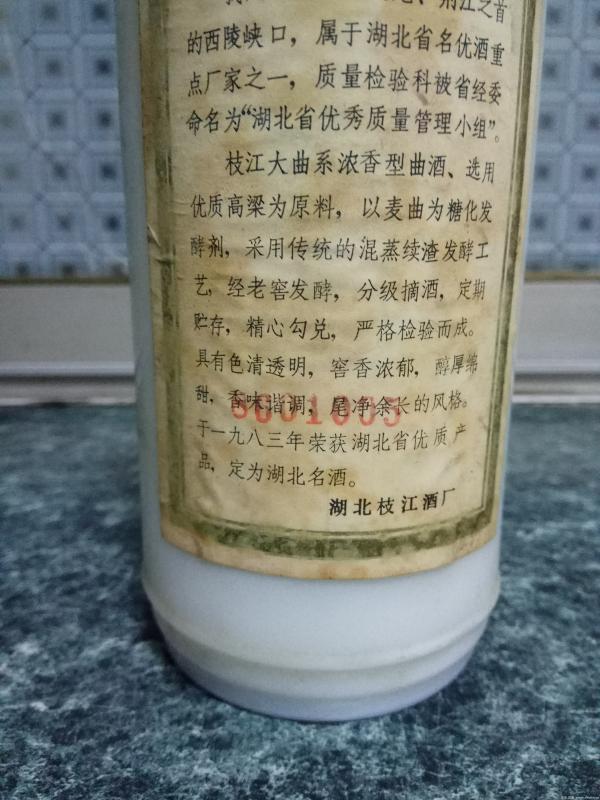 荆江之首
的西陵峡口，属于湖北省名优酒重
点厂家之一，质量检验科被省经委
命名为“湖北省优秀质量管理小组”。
枝江大曲系浓香型曲酒、选用
优质高粱为原料，以麦曲为糖化发
酵剂，采用传统的混蒸续渣发酵工
艺，经老窖发酵，分级摘酒，定期
贮存，精心勾兑，严格检验而成。
具有色清透明，窖香浓郁，醇厚绵
甜，香味谐调，尾净余长的风格。
于一九八三年荣获湖北省优质产
品，定为湖北名酒。
湖北枝江酒厂